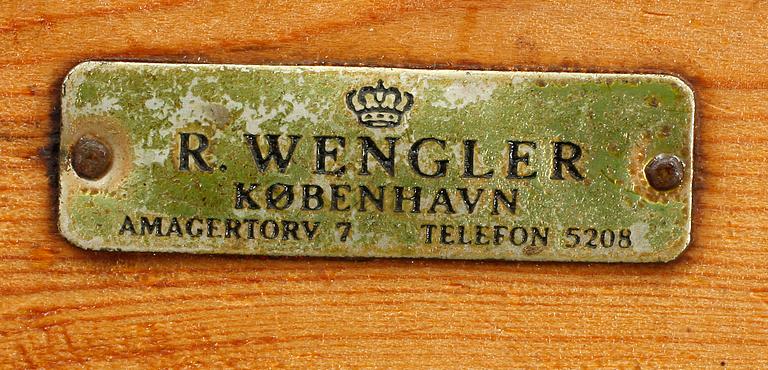 R. WENGLER
KØBENHAVN
AMAGERTORV 7 TELEFON 5208